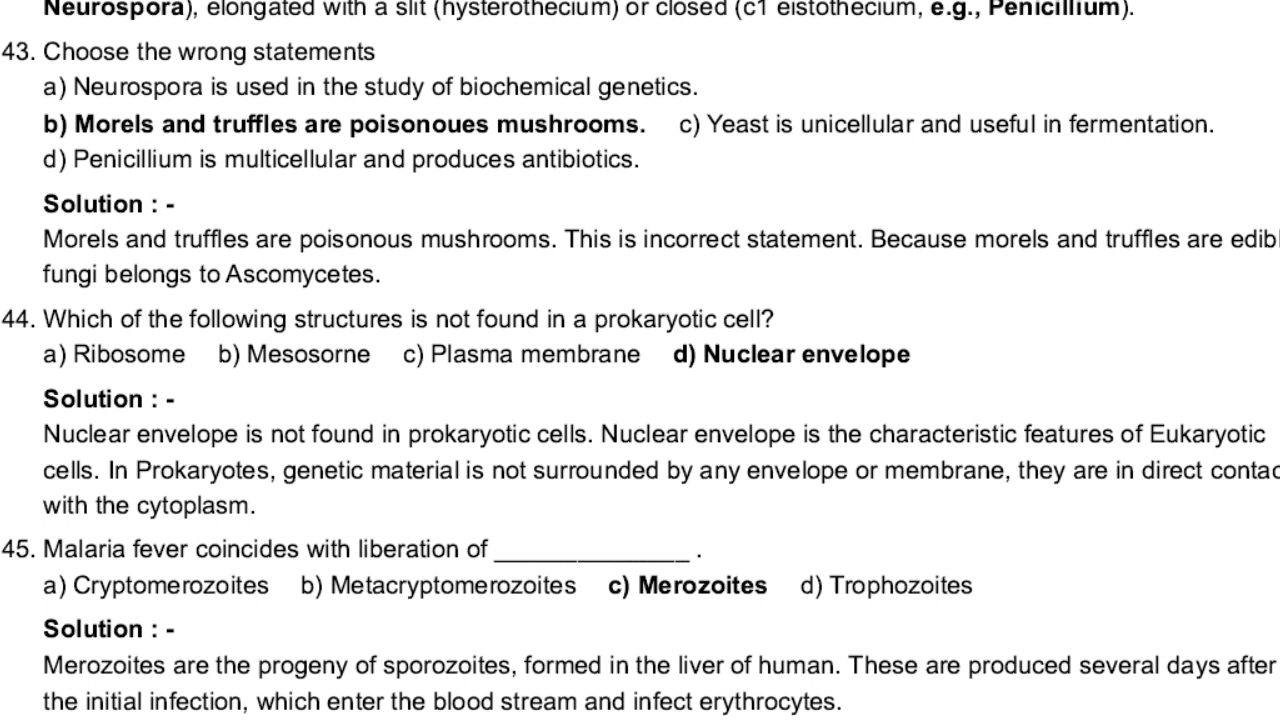 Neurospora), elongated with a slit (hysterothecium) or closed (c1 eistothecium, e.g., Penicillium).
43. Choose the wrong statements
a) Neurospora is used in the study of biochemical genetics.
b) Morels and truffles are poisonoues mushrooms. c) Yeast is unicellular and useful in fermentation.
d) Penicillium is multicellular and produces antibiotics.
Solution : -
Morels and truffles are poisonous mushrooms. This is incorrect statement. Because morels and truffles are edibl
fungi belongs to Ascomycetes.
44. Which of the following structures is not found in a prokaryotic cell?
a) Ribosome b) Mesosorne c) Plasma membrane d) Nuclear envelope
Solution : -
Nuclear envelope is not found in prokaryotic cells. Nuclear envelope is the characteristic features of Eukaryotic
cells. In Prokaryotes, genetic material is not surrounded by any envelope or membrane, they are in direct contac
with the cytoplasm.
45. Malaria fever coincides with liberation of _______________ .
a) Cryptomerozoites b) Metacryptomerozoites c) Merozoites d) Trophozoites
Solution : -
Merozoites are the progeny of sporozoites, formed in the liver of human. These are produced several days after
the initial infection, which enter the blood stream and infect erythrocytes.